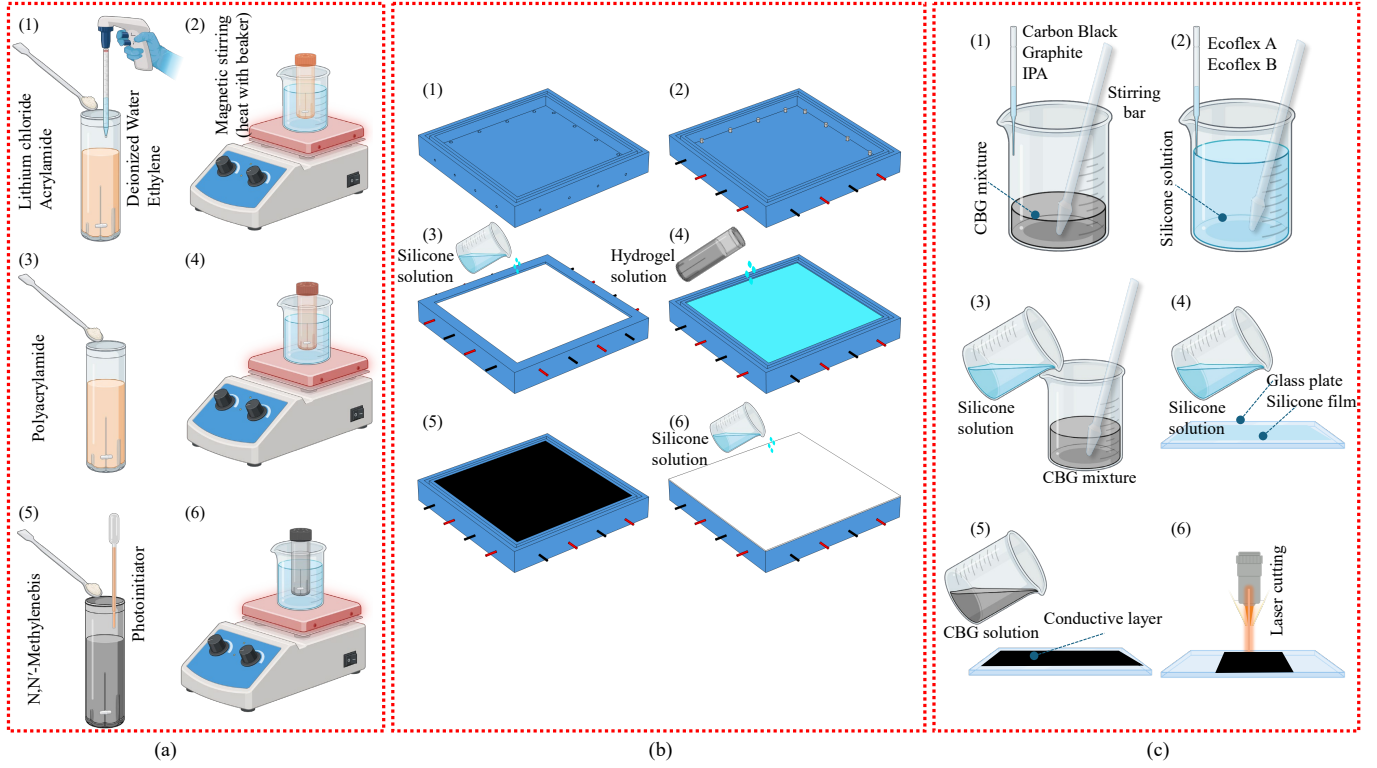 (1)
Lithium chloride
Acrylamide
Deionized Water
Ethylene
(2)
Magnetic stirring
(heat with beaker)
(3)
Polyacrylamide
(4)
(5)
N,N'-Methylenebis
Photoinitiator
(6)
(a)
(1)
(2)
(3)
Silicone
solution
(4)
Hydrogel
solution
(5)
(6)
Silicone
solution
(b)
(1)
Carbon Black
Graphite
IPA
Stirring
bar
CBG mixture
(2)
Ecoflex A
Ecoflex B
Silicone solution
(3)
Silicone
solution
CBG mixture
(4)
Glass plate
Silicone film
Silicone
solution
(5)
CBG solution
Conductive layer
(6)
Laser cutting
(c)